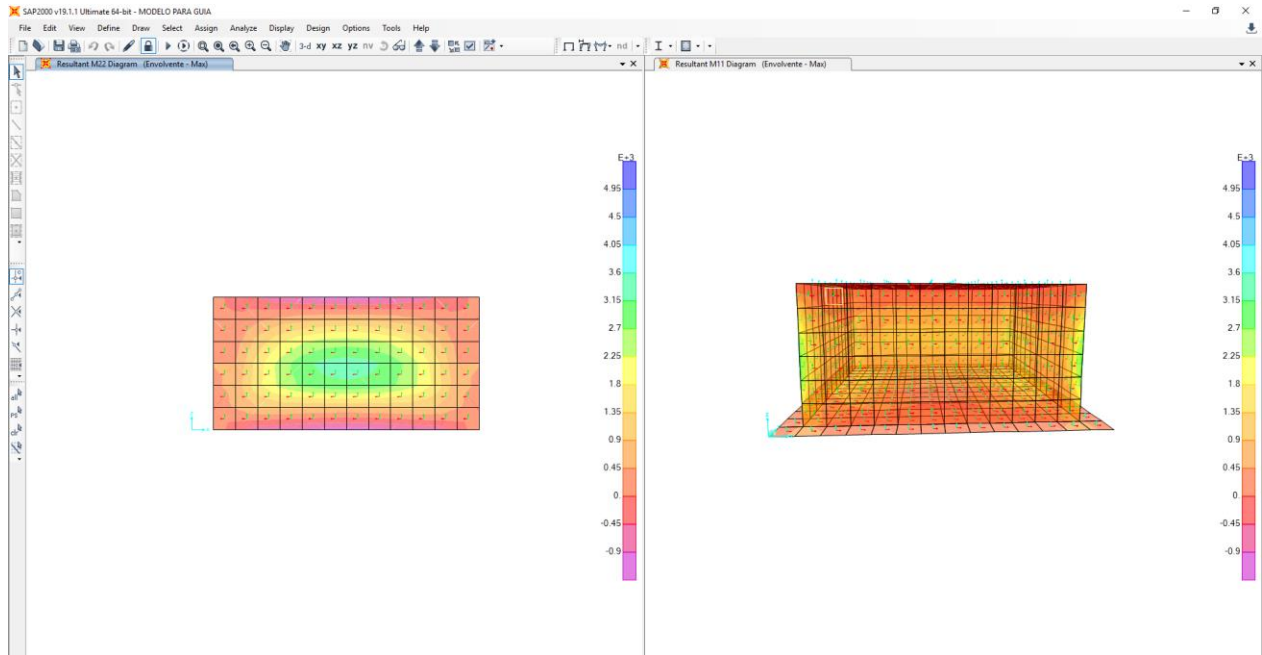 SAP2000 v19.1.1 Ultimate 64-bit - MODELO PARA GUIA
File Edit View Define Draw Select Assign Analyze Display Design Options Tools Help
3-d xy xz yz nv nd
Resultant M22 Diagram (Envolvente - Max)
Resultant M11 Diagram (Envolvente - Max)
E+3
4.95
4.5
4.05
3.6
3.15
2.7
2.25
1.8
1.35
0.9
0.45
0.
-0.45
-0.9
E+3
4.95
4.5
4.05
3.6
3.15
2.7
2.25
1.8
1.35
0.9
0.45
0.
-0.45
-0.9
all
PS
clr